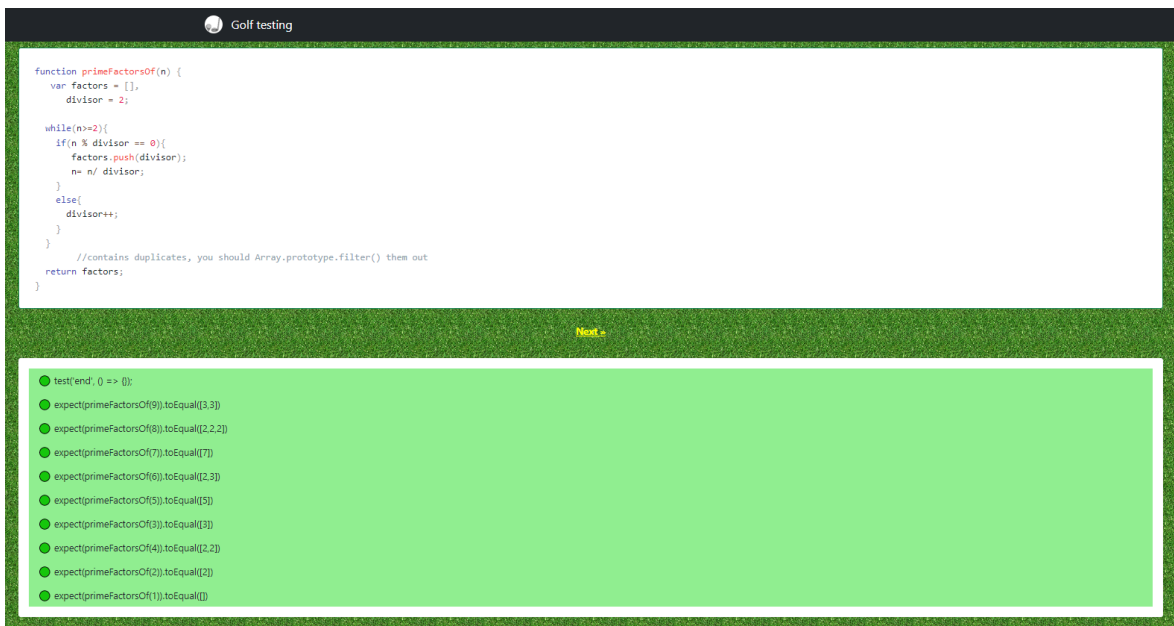 Golf testing
function primeFactorsOf(n) {
var factors = [],
divisor = 2;
while(n>=2){
if(n % divisor == 0){
factors.push(divisor);
n= n/ divisor;
}
else{
divisor++;
}
}
//contains duplicates, you should Array.prototype.filter() them out
return factors;
}
Next »
test('end', () => {});
expect(primeFactorsOf(9)).toEqual([3,3])
expect(primeFactorsOf(8)).toEqual([2,2,2])
expect(primeFactorsOf(7)).toEqual([7])
expect(primeFactorsOf(6)).toEqual([2,3])
expect(primeFactorsOf(5)).toEqual([5])
expect(primeFactorsOf(3)).toEqual([3])
expect(primeFactorsOf(4)).toEqual([2,2])
expect(primeFactorsOf(2)).toEqual([2])
expect(primeFactorsOf(1)).toEqual([])